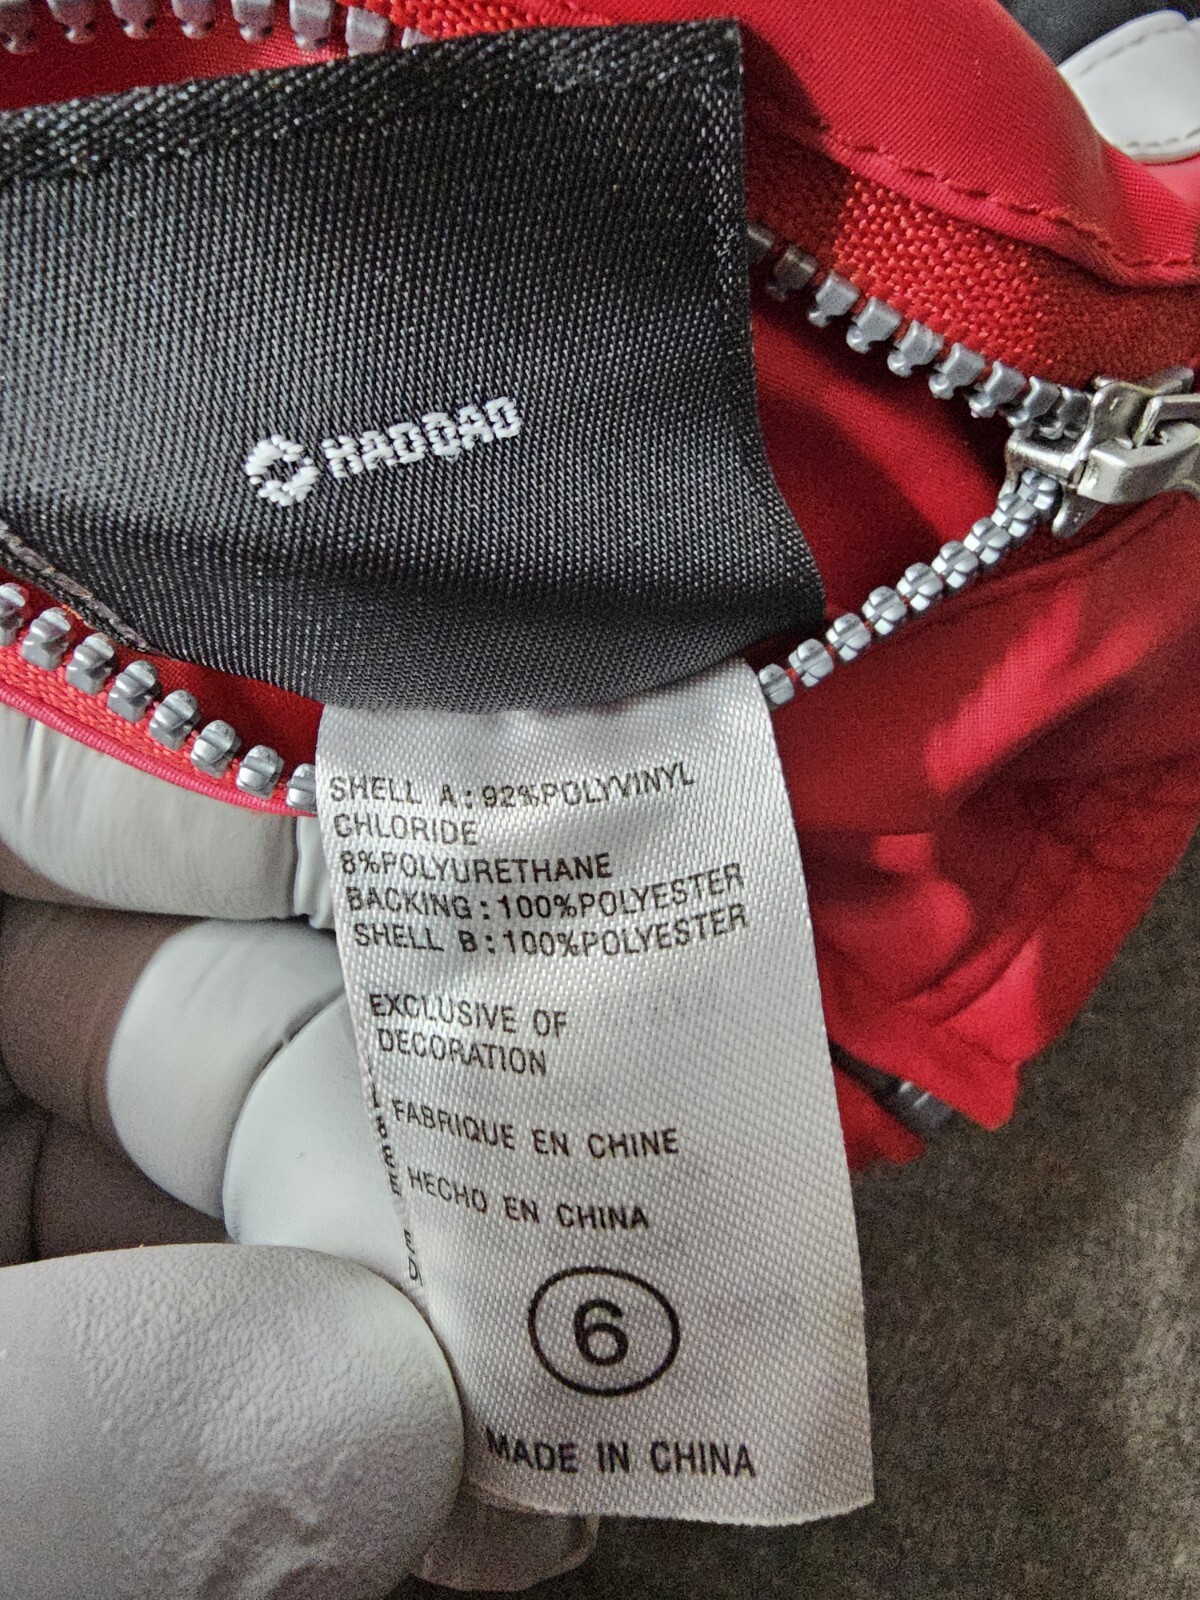 HADDAD
SHELL A: 92%POLYVINYL
CHLORIDE
8%POLYURETHANE
BACKING: 100%POLYESTER
SHELL B: 100%POLYESTER
EXCLUSIVE OF
DECORATION
FABRIQUE EN CHINE
HECHO EN CHINA
6
MADE IN CHINA